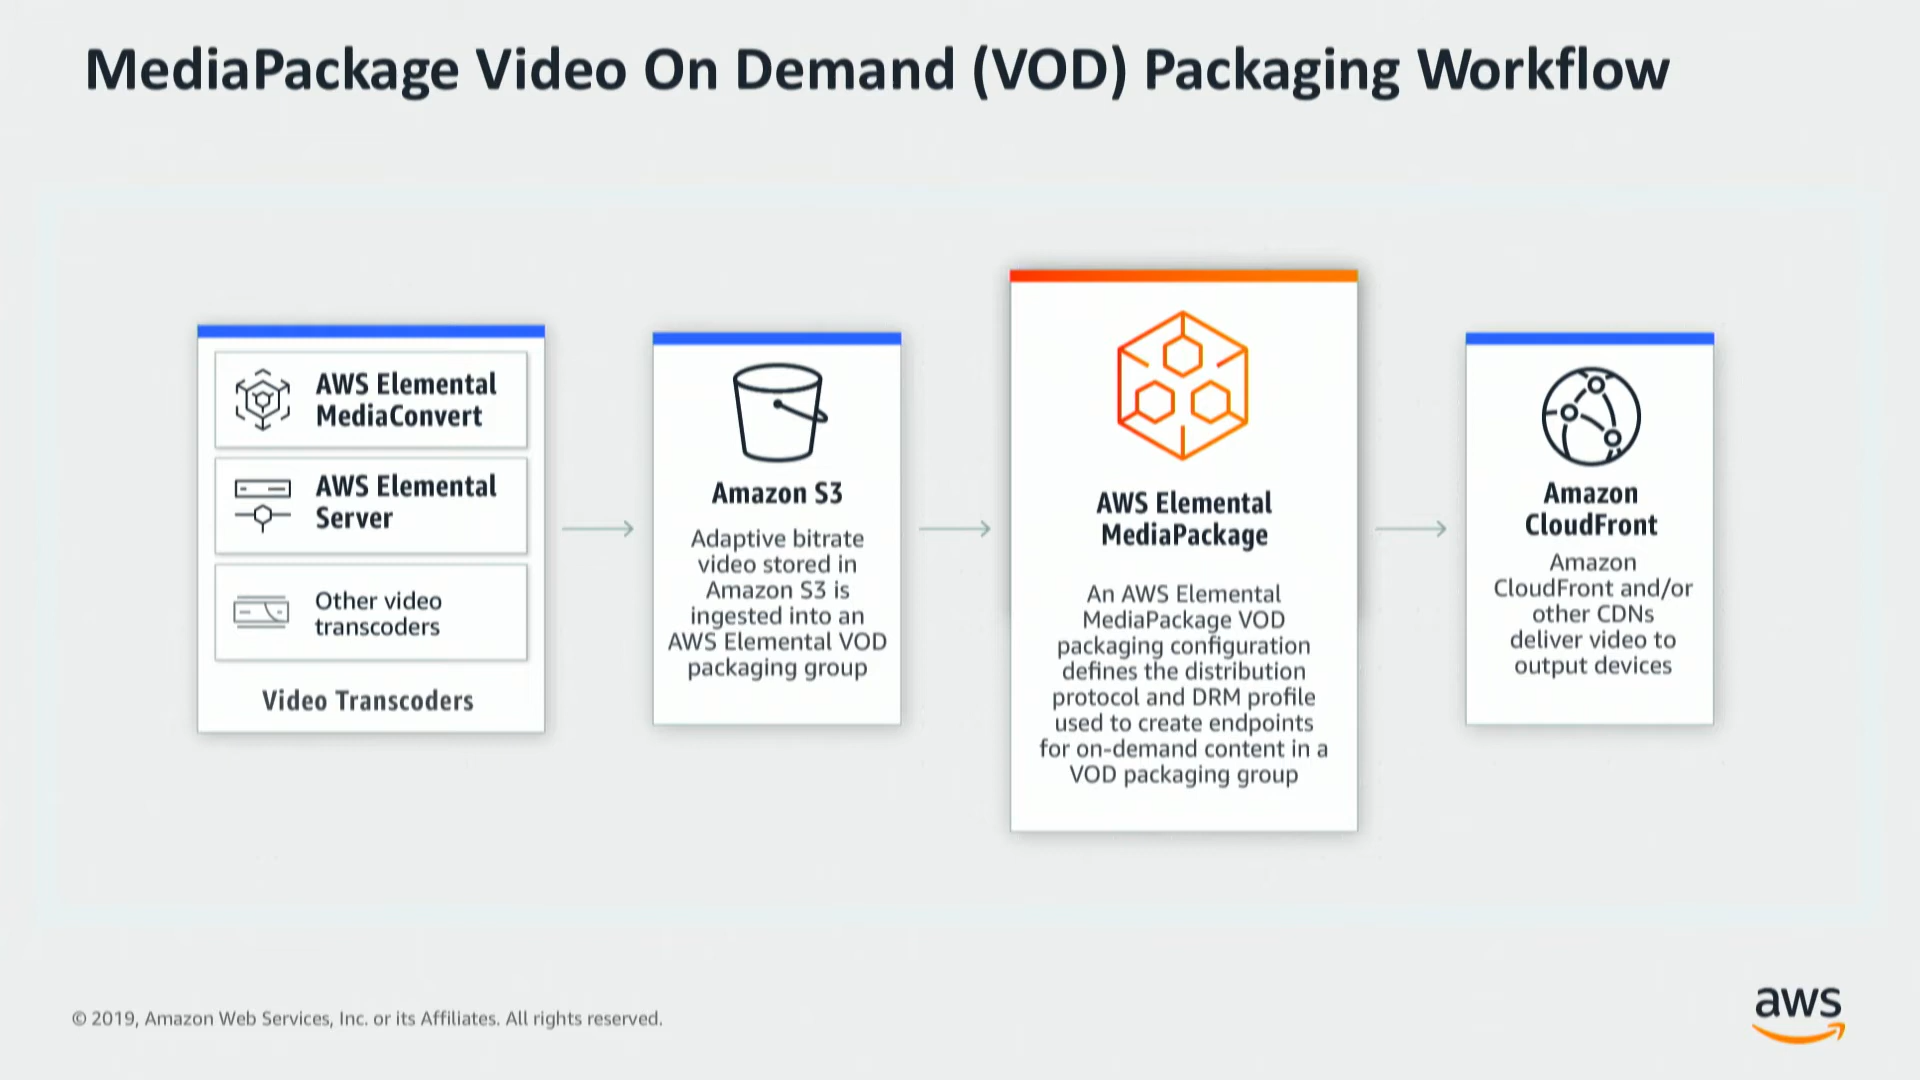 MediaPackage Video On Demand (VOD) Packaging Workflow
AWS Elemental
MediaConvert
AWS Elemental
Server
Other video
transcoders
Video Transcoders
Amazon S3
Adaptive bitrate
video stored in
Amazon S3 is
ingested into an
AWS Elemental VOD
packaging group
AWS Elemental
MediaPackage
An AWS Elemental
MediaPackage VOD
packaging configuration
defines the distribution
protocol and DRM profile
used to create endpoints
for on-demand content in a
VOD packaging group
Amazon
CloudFront
Amazon
CloudFront and/or
other CDNs
deliver video to
output devices
© 2019, Amazon Web Services, Inc. or its Affiliates. All rights reserved.
aws